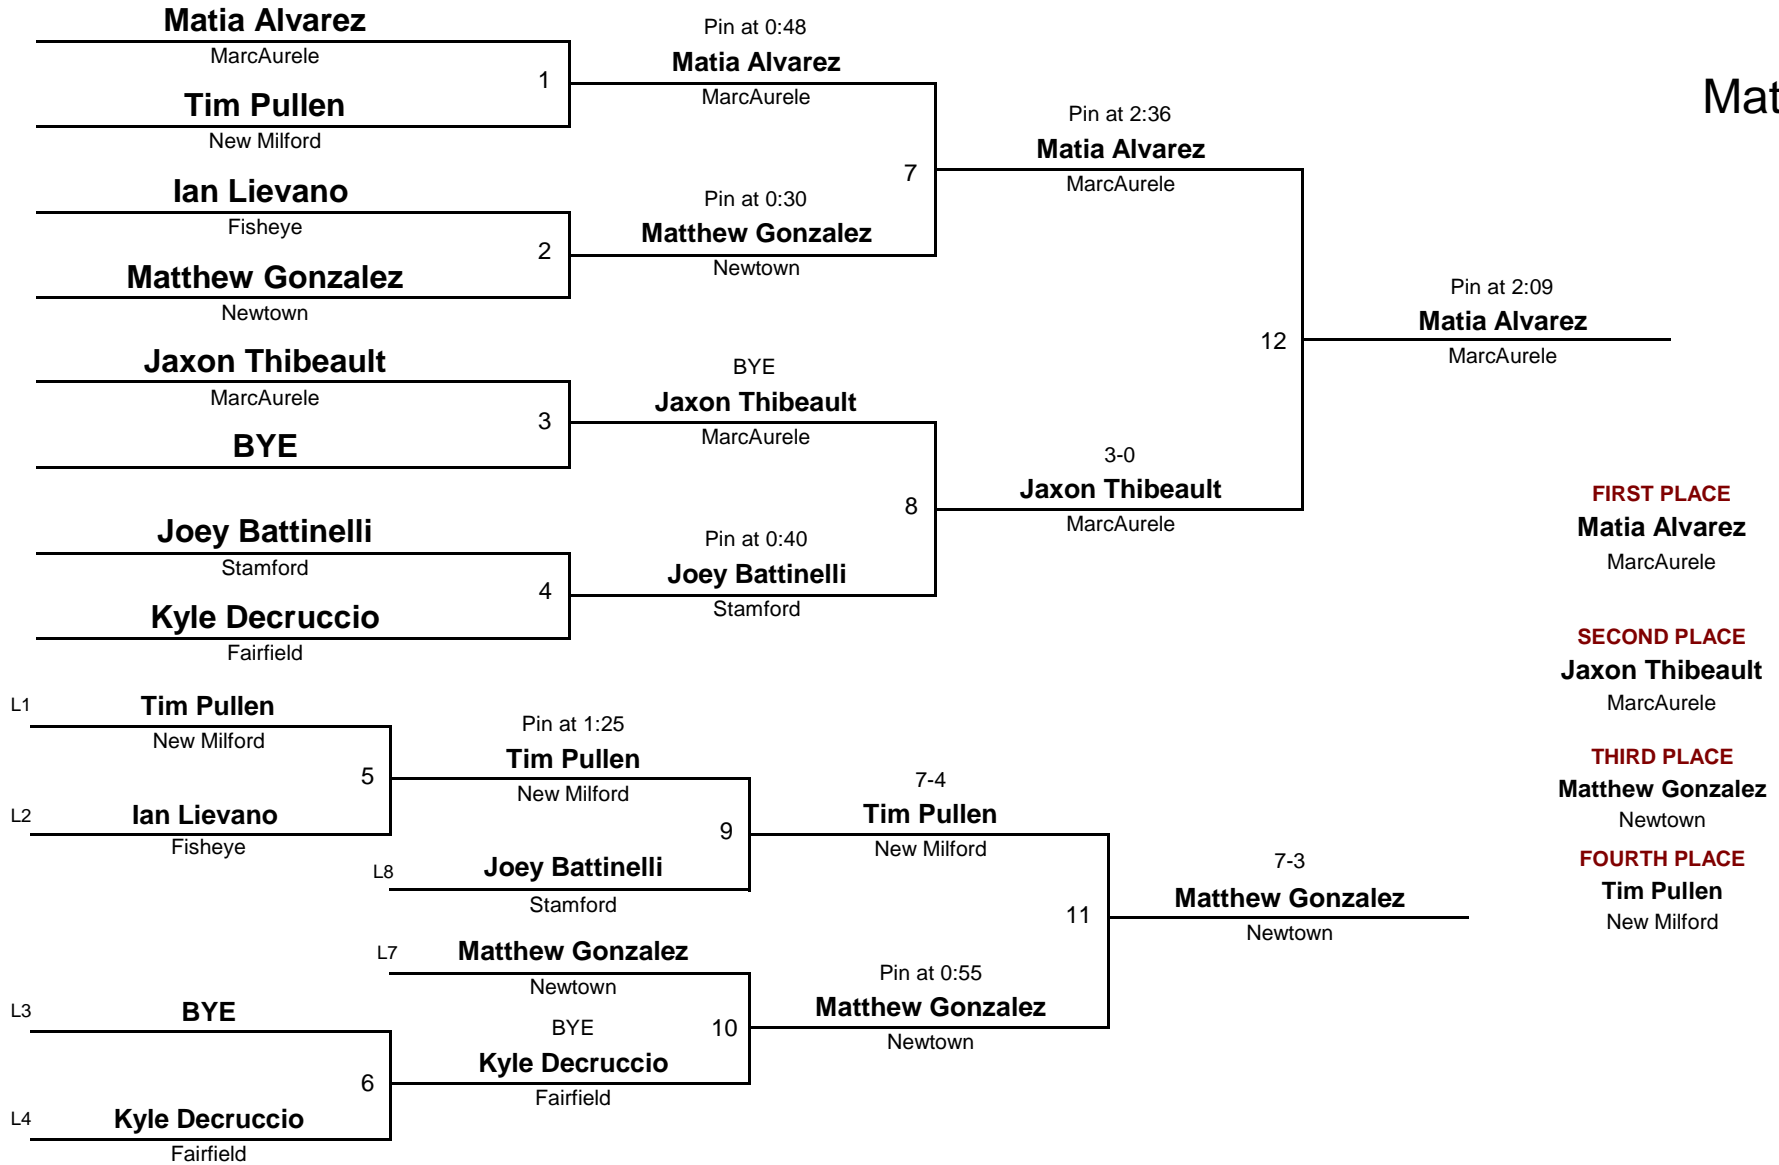 Matia Alvarez
MarcAurele
1
Tim Pullen
New Milford
Ian Lievano
Fisheye
2
Matthew Gonzalez
Newtown
Jaxon Thibeault
MarcAurele
3
BYE
Joey Battinelli
Stamford
4
Kyle Decruccio
Fairfield
Pin at 0:48
Matia Alvarez
MarcAurele
7
Pin at 0:30
Matthew Gonzalez
Newtown
BYE
Jaxon Thibeault
MarcAurele
8
Pin at 0:40
Joey Battinelli
Stamford
Pin at 2:36
Matia Alvarez
MarcAurele
12
3-0
Jaxon Thibeault
MarcAurele
Pin at 2:09
Matia Alvarez
MarcAurele
Mat
L1
Tim Pullen
New Milford
5
L2
Ian Lievano
Fisheye
L3
BYE
6
L4
Kyle Decruccio
Fairfield
Pin at 1:25
Tim Pullen
New Milford
9
L8
Joey Battinelli
Stamford
L7
Matthew Gonzalez
Newtown
10
BYE
Kyle Decruccio
Fairfield
7-4
Tim Pullen
New Milford
11
Pin at 0:55
Matthew Gonzalez
Newtown
7-3
Matthew Gonzalez
Newtown
FIRST PLACE
Matia Alvarez
MarcAurele
SECOND PLACE
Jaxon Thibeault
MarcAurele
THIRD PLACE
Matthew Gonzalez
Newtown
FOURTH PLACE
Tim Pullen
New Milford